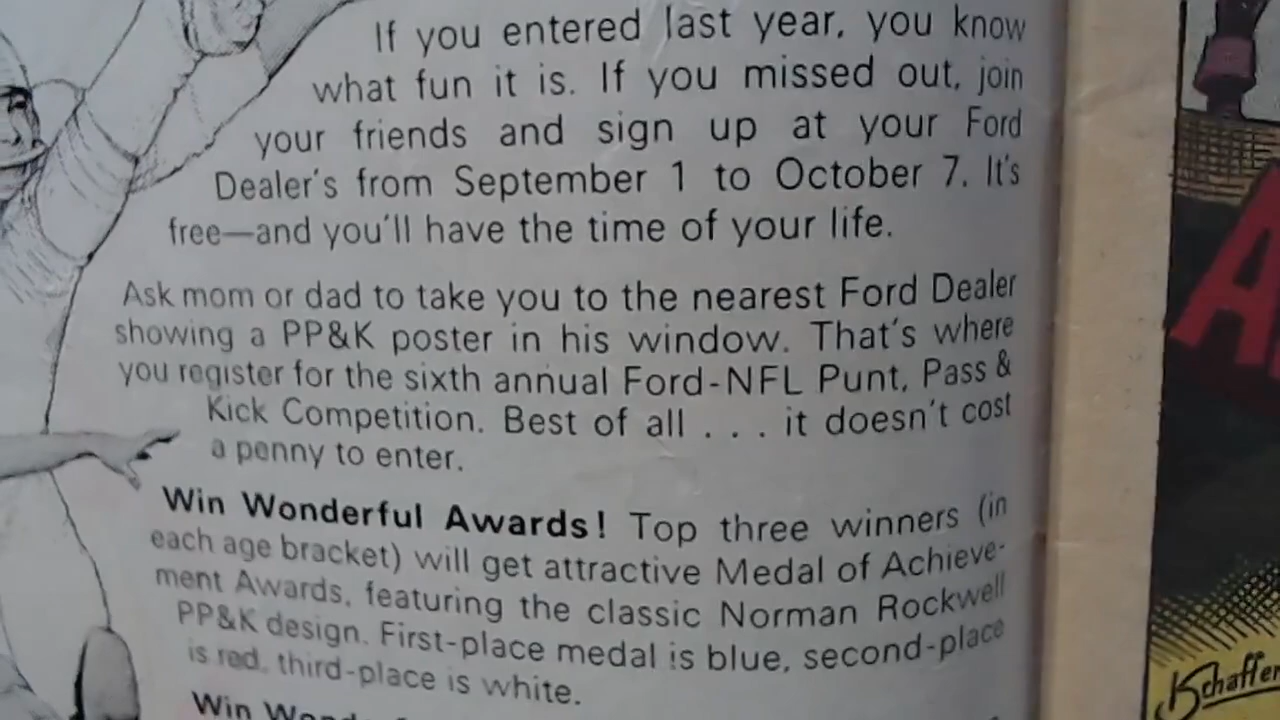 If you entered last year, you know
what fun it is. If you missed out, join
your friends and sign up at your Ford
Dealer's from September 1 to October 7. It's
free—and you'll have the time of your life.
Ask mom or dad to take you to the nearest Ford Dealer
showing a PP&K poster in his window. That's where
you register for the sixth annual Ford-NFL Punt, Pass &
Kick Competition. Best of all . . . it doesn't cost
a penny to enter.
Win Wonderful Awards! Top three winners (in
each age bracket) will get attractive Medal of Achieve-
ment Awards, featuring the classic Norman Rockwell
PP&K design. First-place medal is blue, second-place
is red, third-place is white.
Win
Schaffen